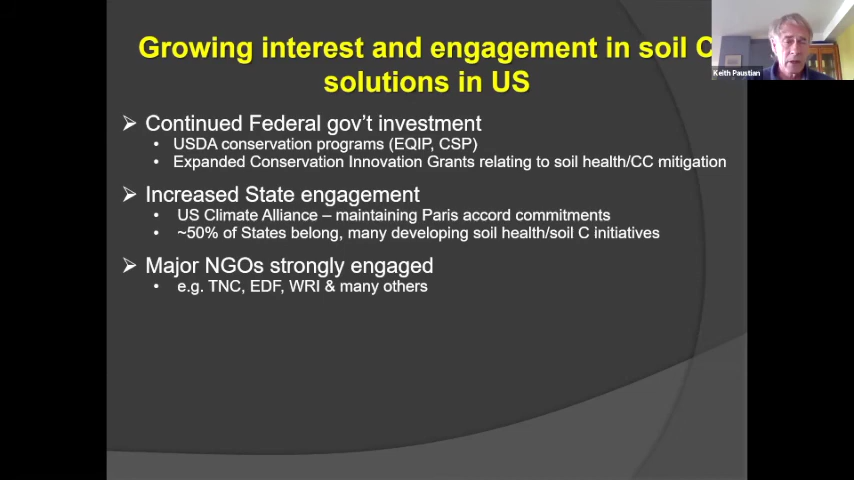 Growing interest and engagement in soil C
solutions in US
Keith Paustian
➢ Continued Federal gov't investment
• USDA conservation programs (EQIP, CSP)
• Expanded Conservation Innovation Grants relating to soil health/CC mitigation
➢ Increased State engagement
• US Climate Alliance – maintaining Paris accord commitments
• ~50% of States belong, many developing soil health/soil C initiatives
➢ Major NGOs strongly engaged
• e.g. TNC, EDF, WRI & many others